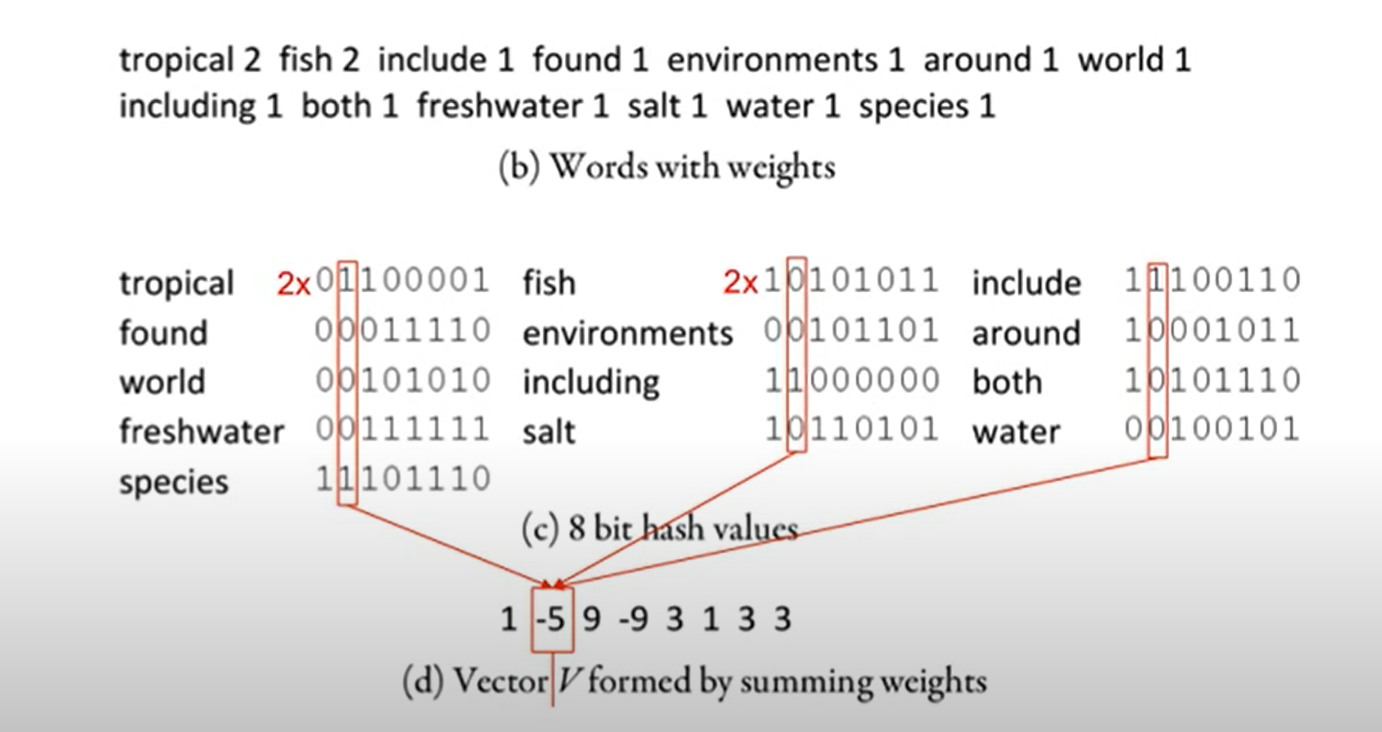 tropical 2 fish 2 include 1 found 1 environments 1 around 1 world 1
including 1 both 1 freshwater 1 salt 1 water 1 species 1
(b) Words with weights
tropical 2x01100001 fish 2x10101011 include 11100110
found 00011110 environments 00101101 around 10001011
world 00101010 including 11000000 both 10101110
freshwater 00111111 salt 10110101 water 00100101
species 11101110
(c) 8 bit hash values
1 -5 9 -9 3 1 3 3
(d) Vector V formed by summing weights